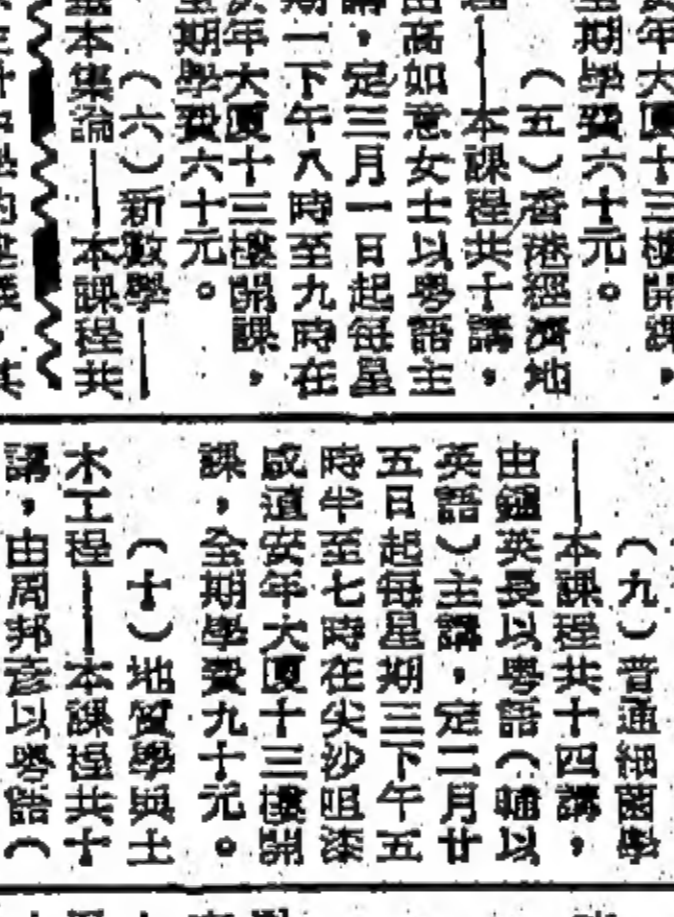 安年大厦十三樓開課，
全期學費六十元。
（五）香港經濟地
理——本課程共十講，
由高如意女士以粵語主
講，定三月一日起每星
期一下午八時至九時在
安年大厦十三樓開課，
全期學費六十元。
（六）新數學——
基本集論——本課程共
（九）普通細菌學
——本課程共十四講，
由鍾英長以粵語（輔以
英語）主講，定二月廿
五日起每星期三下午五
時半至七時在尖沙咀漆
咸道安年大厦十三樓開
課，全期學費九十元。
（十）地質學與土
木工程——本課程共十
講，由周邦彥以粵語（